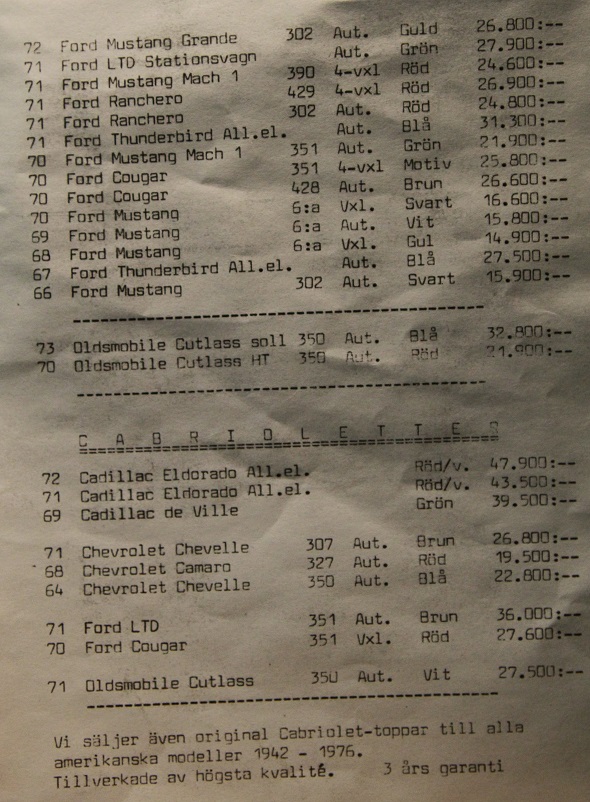 72 Ford Mustang Grande 302 Aut. Guld 26.800:--
71 Ford LTD Stationsvagn Aut. Grön 27.900:--
71 Ford Mustang Mach 1 390 4-vxl Röd 24.600:--
71 Ford Ranchero 429 4-vxl Röd 26.900:--
71 Ford Ranchero 302 Aut. Röd 24.800:--
71 Ford Thunderbird All.el. Aut. Blå 31.300:--
70 Ford Mustang Mach 1 351 Aut. Grön 21.900:--
70 Ford Cougar 351 4-vxl Motiv 25.800:--
70 Ford Cougar 428 Aut. Brun 26.600:--
70 Ford Mustang 6:a Vxl. Svart 16.600:--
69 Ford Mustang 6:a Aut. Vit 15.800:--
68 Ford Mustang 6:a Vxl. Gul 14.900:--
67 Ford Thunderbird All.el. Aut. Blå 27.500:--
66 Ford Mustang 302 Aut. Svart 15.900:--
73 Oldsmobile Cutlass soll 350 Aut. Blå 32.800:--
70 Oldsmobile Cutlass HT 350 Aut. Röd 21.900:--
C A B R I O L E T T E R
72 Cadillac Eldorado All.el. Röd/v. 47.900:--
71 Cadillac Eldorado All.el. Röd/v. 43.500:--
69 Cadillac de Ville Grön 39.500:--
71 Chevrolet Chevelle 307 Aut. Brun 26.800:--
68 Chevrolet Camaro 327 Aut. Röd 19.500:--
64 Chevrolet Chevelle 350 Aut. Blå 22.800:--
71 Ford LTD 351 Aut. Brun 36.000:--
70 Ford Cougar 351 Vxl. Röd 27.600:--
71 Oldsmobile Cutlass 350 Aut. Vit 27.500:--
Vi säljer även original Cabriolet-toppar till alla
amerikanska modeller 1942 - 1976.
Tillverkade av högsta kvalité. 3 års garanti